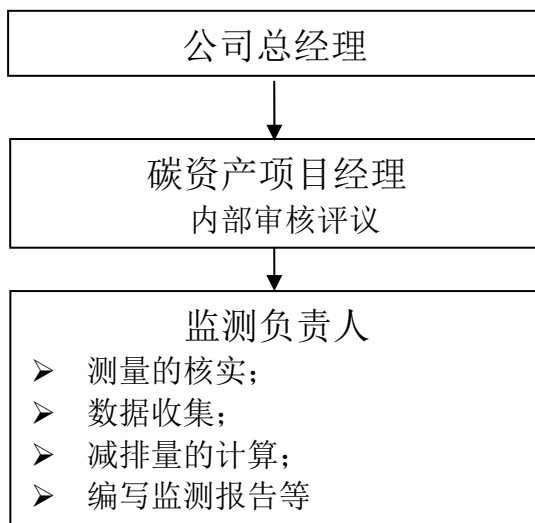 公司总经理
碳资产项目经理
内部审核评议
监测负责人
➢ 测量的核实；
➢ 数据收集；
➢ 减排量的计算；
➢ 编写监测报告等